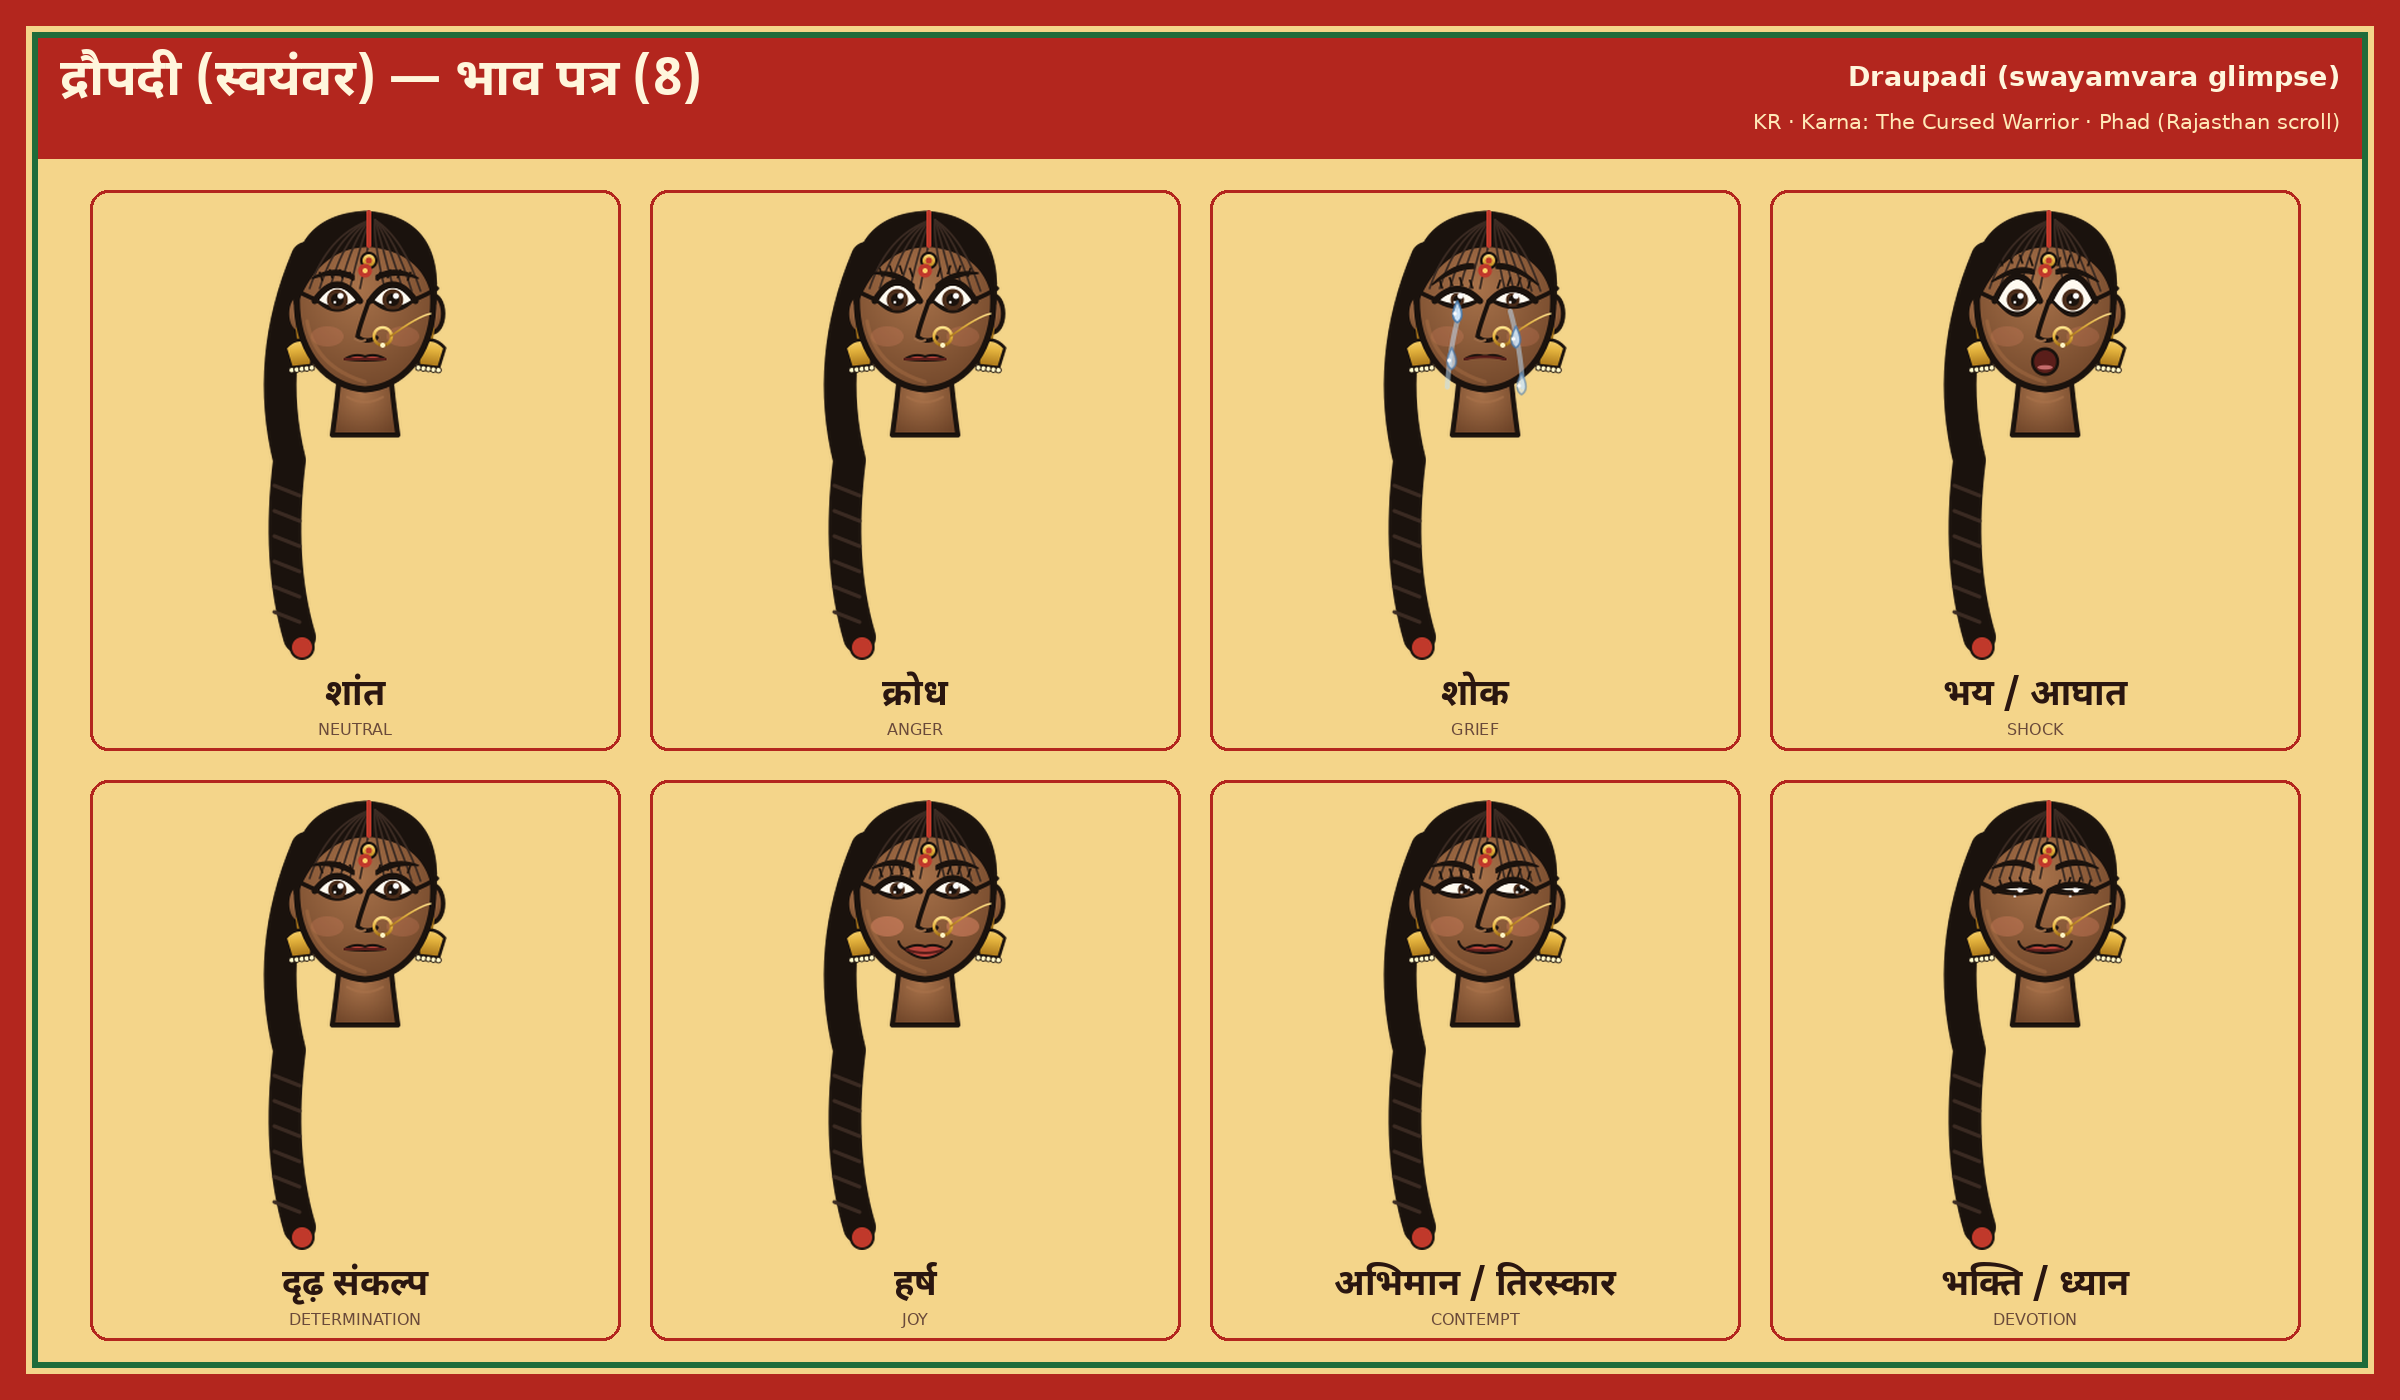 द्रौपदी (स्वयंवर) — भाव पत्र (8)
Draupadi (swayamvara glimpse)
KR · Karna: The Cursed Warrior · Phad (Rajasthan scroll)
शांत
NEUTRAL
क्रोध
ANGER
शोक
GRIEF
भय / आघात
SHOCK
दृढ़ संकल्प
DETERMINATION
हर्ष
JOY
अभिमान / तिरस्कार
CONTEMPT
भक्ति / ध्यान
DEVOTION